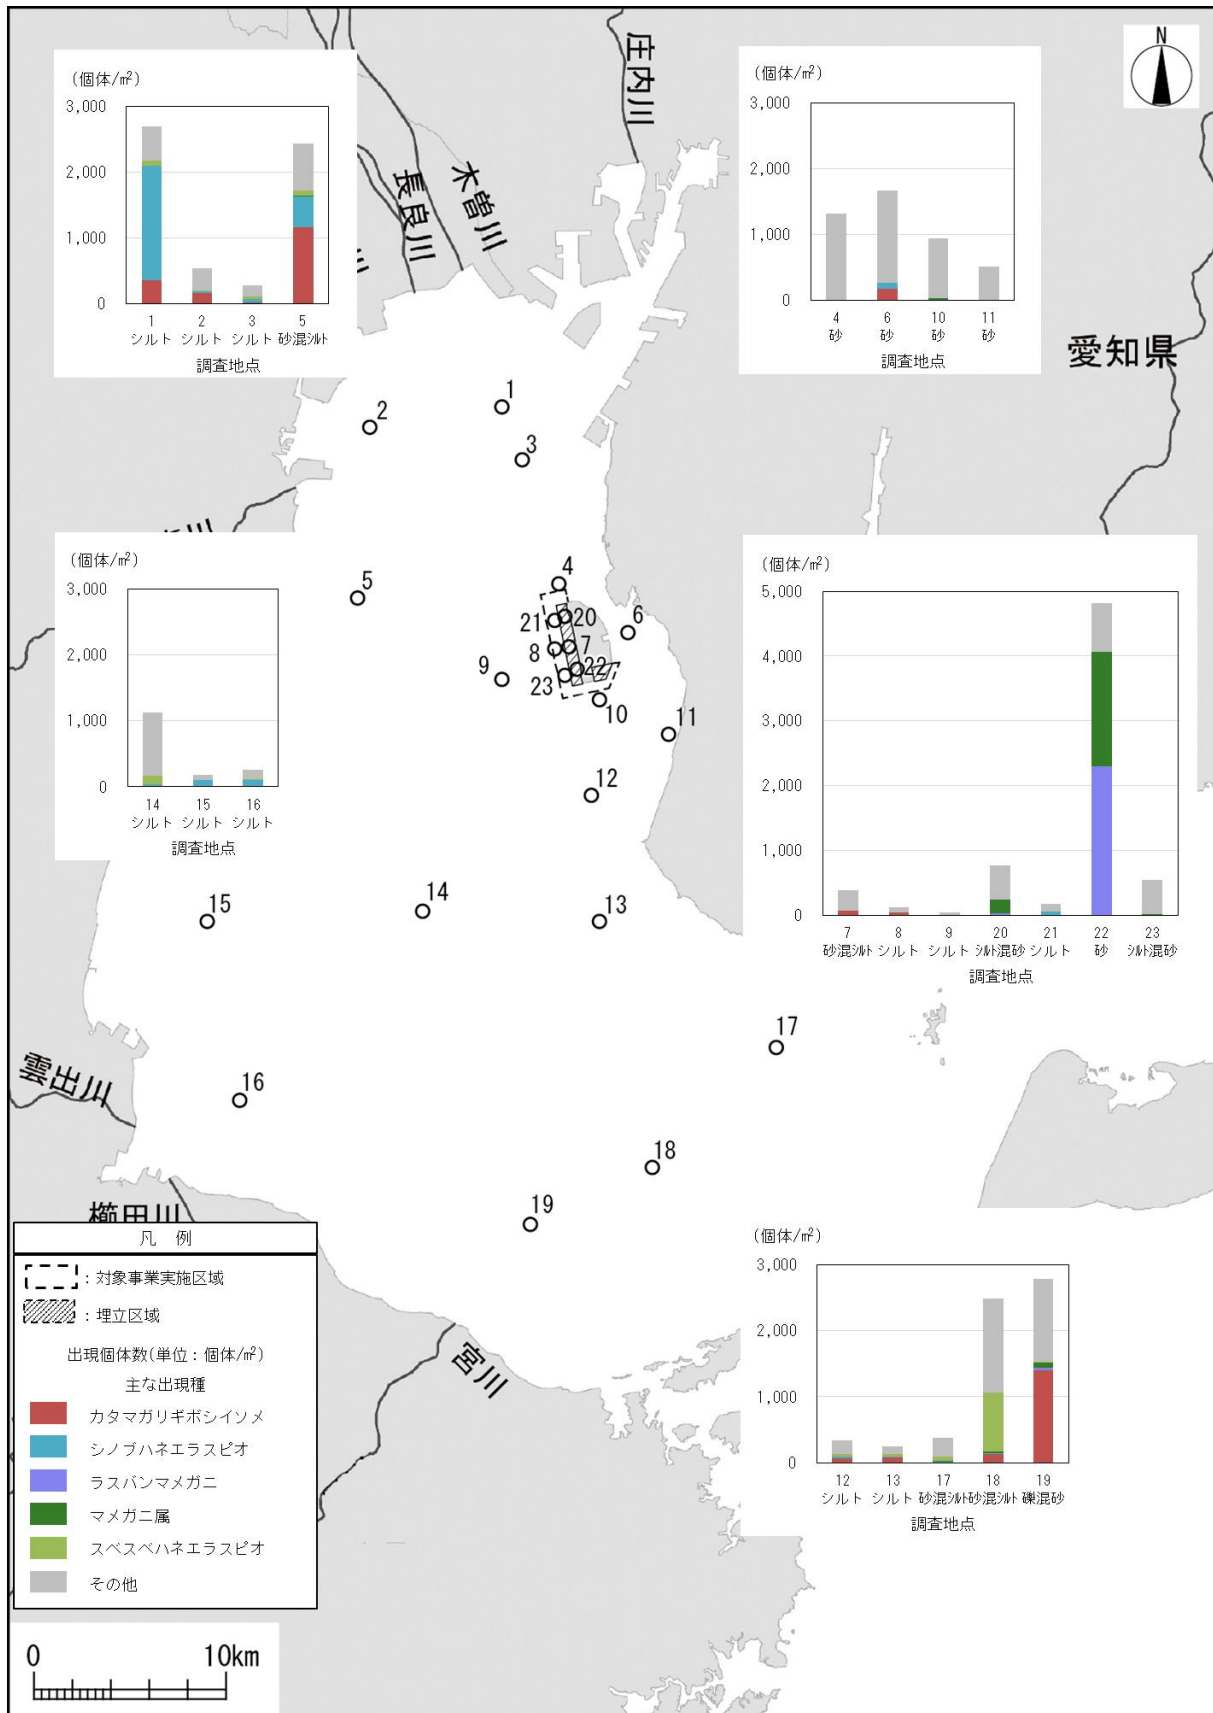 N
庄内川
木曽川
長良川
川
愛知県
(個体/㎡)
3,000
2,000
1,000
0
1 2 3 5
シルト シルト シルト 砂混シルト
調査地点
(個体/㎡)
3,000
2,000
1,000
0
4 6 10 11
砂 砂 砂 砂
調査地点
1
2
3
4
5
6
20
21
7
8
22
9
23
10
11
12
(個体/㎡)
3,000
2,000
1,000
0
14 15 16
シルト シルト シルト
調査地点
(個体/㎡)
5,000
4,000
3,000
2,000
1,000
0
7 8 9 20 21 22 23
砂混シルト シルト シルト シルト混砂 シルト 砂 シルト混砂
調査地点
14
15
13
17
雲出川
16
18
19
櫛田川
宮川
(個体/㎡)
3,000
2,000
1,000
0
12 13 17 18 19
シルト シルト 砂混シルト 砂混シルト 礫混砂
調査地点
凡 例
:対象事業実施区域
:埋立区域
出現個体数(単位:個体/㎡)
主な出現種
カタマガリギボシイソメ
シノブハネエラスピオ
ラスバンマメガニ
マメガニ属
スベスベハネエラスピオ
その他
0 10km